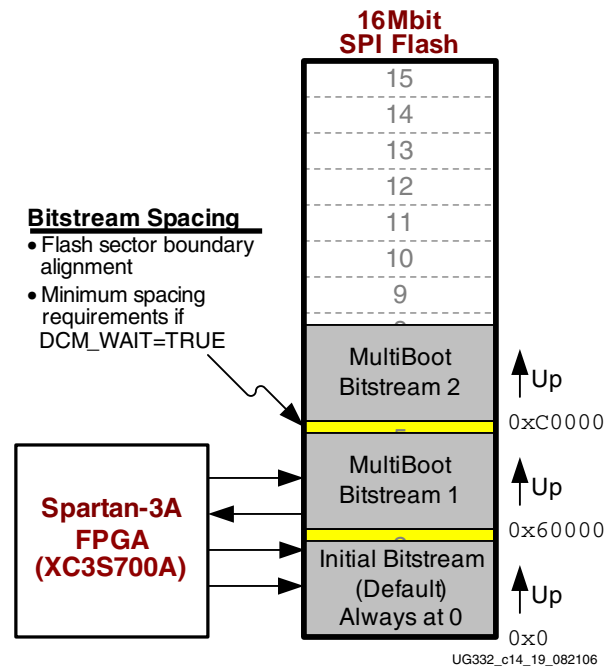 16Mbit
SPI Flash
15
14
13
12
11
10
9
Bitstream Spacing
• Flash sector boundary
alignment
• Minimum spacing
requirements if
DCM_WAIT=TRUE
MultiBoot
Bitstream 2
Up
0xC0000
MultiBoot
Bitstream 1
Up
0x60000
Spartan-3A
FPGA
(XC3S700A)
Initial Bitstream
(Default)
Always at 0
Up
0x0
UG332_c14_19_082106